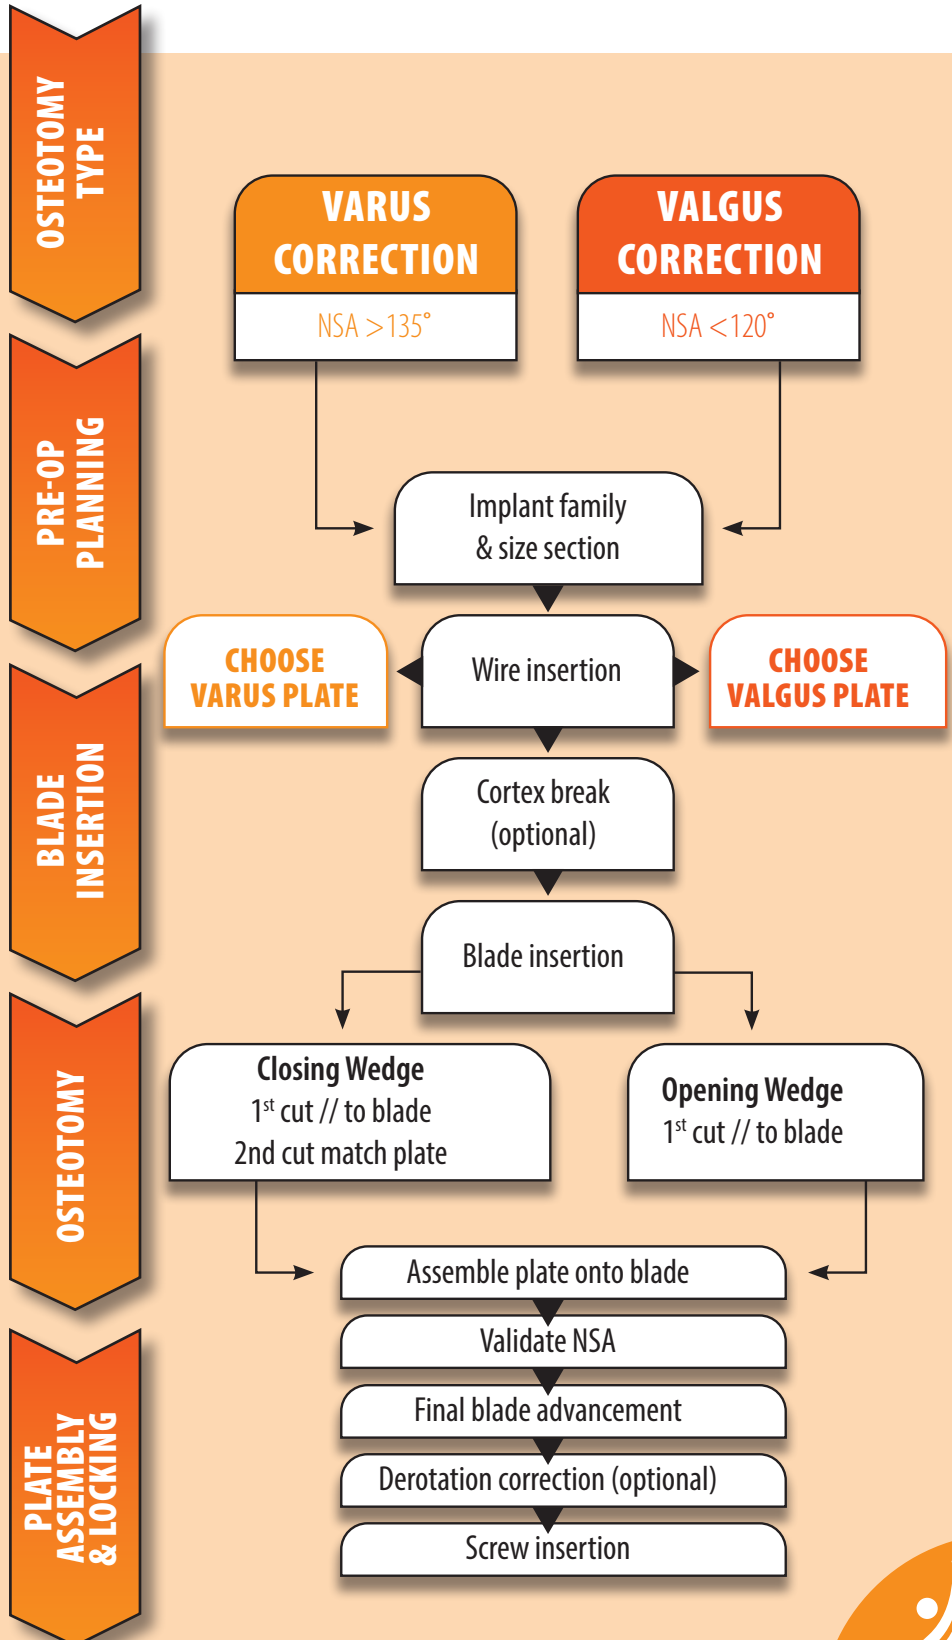 OSTEOTOMY
TYPE
VARUS
CORRECTION
NSA >135°
VALGUS
CORRECTION
NSA <120°
PRE-OP
PLANNING
Implant family
& size section
CHOOSE
VARUS PLATE
Wire insertion
CHOOSE
VALGUS PLATE
BLADE
INSERTION
Cortex break
(optional)
Blade insertion
OSTEOTOMY
Closing Wedge
1st cut // to blade
2nd cut match plate
Opening Wedge
1st cut // to blade
PLATE
ASSEMBLY
& LOCKING
Assemble plate onto blade
Validate NSA
Final blade advancement
Derotation correction (optional)
Screw insertion